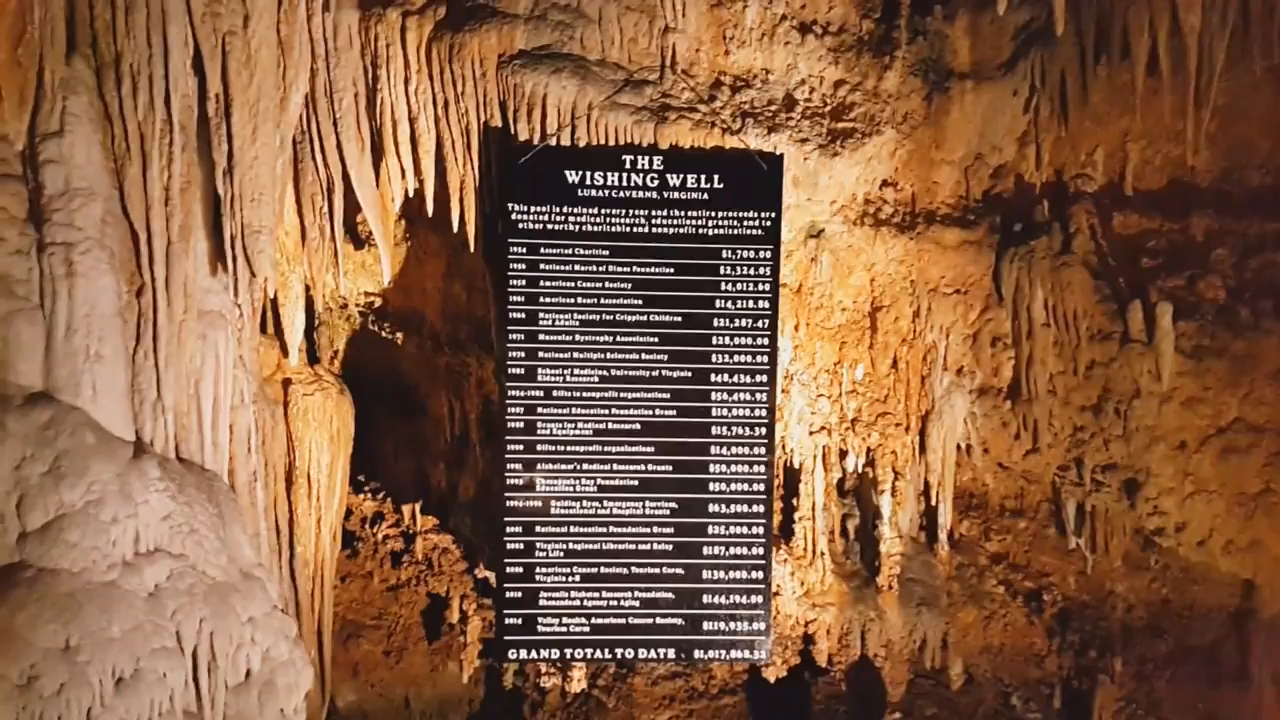 THE
WISHING WELL
LURAY CAVERNS, VIRGINIA
This pool is drained every year and the entire proceeds are
donated for medical research, educational grants, and to
other worthy charitable and nonprofit organizations.
1954 Assorted Charities $1,700.00
1956 National March of Dimes Foundation $2,324.05
1958 American Cancer Society $4,012.60
1961 American Heart Association $14,218.86
1966 National Society for Crippled Children
and Adults $21,287.47
1971 Muscular Dystrophy Association $28,000.00
1976 National Multiple Sclerosis Society $32,000.00
1982 School of Medicine, University of Virginia
Kidney Research $48,436.00
1954-1982 Gifts to nonprofit organizations $56,496.95
1987 National Education Foundation Grant $10,000.00
1988 Grants for Medical Research
and Equipment $15,763.39
1990 Gifts to nonprofit organizations $14,000.00
1991 Alzheimer's Medical Research Grants $50,000.00
1993 Chesapeake Bay Foundation
Education Grant $50,000.00
1994-1996 Guiding Eyes, Emergency Services,
Educational and Hospital Grants $63,500.00
2001 National Education Foundation Grant $25,000.00
2002 Virginia Regional Libraries and Relay
for Life $187,000.00
2006 American Cancer Society, Tourism Cares,
Virginia 4-H $130,000.00
2010 Juvenile Diabetes Research Foundation,
Shenandoah Agency on Aging $144,194.00
2014 Valley Health, American Cancer Society,
Tourism Cares $119,935.00
GRAND TOTAL TO DATE - $1,017,868.32